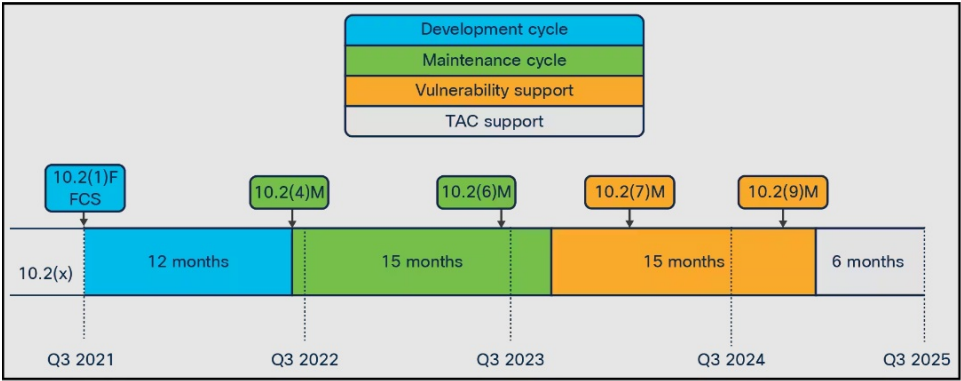 Development cycle
Maintenance cycle
Vulnerability support
TAC support
10.2(1)F
FCS
10.2(4)M
10.2(6)M
10.2(7)M
10.2(9)M
10.2(x)
12 months
15 months
15 months
6 months
Q3 2021
Q3 2022
Q3 2023
Q3 2024
Q3 2025